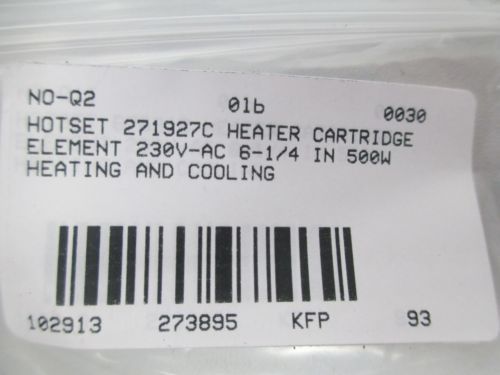 NO-Q2 01b 0030
HOTSET 271927C HEATER CARTRIDGE
ELEMENT 230V-AC 6-1/4 IN 500W
HEATING AND COOLING
102913 273895 KFP 93